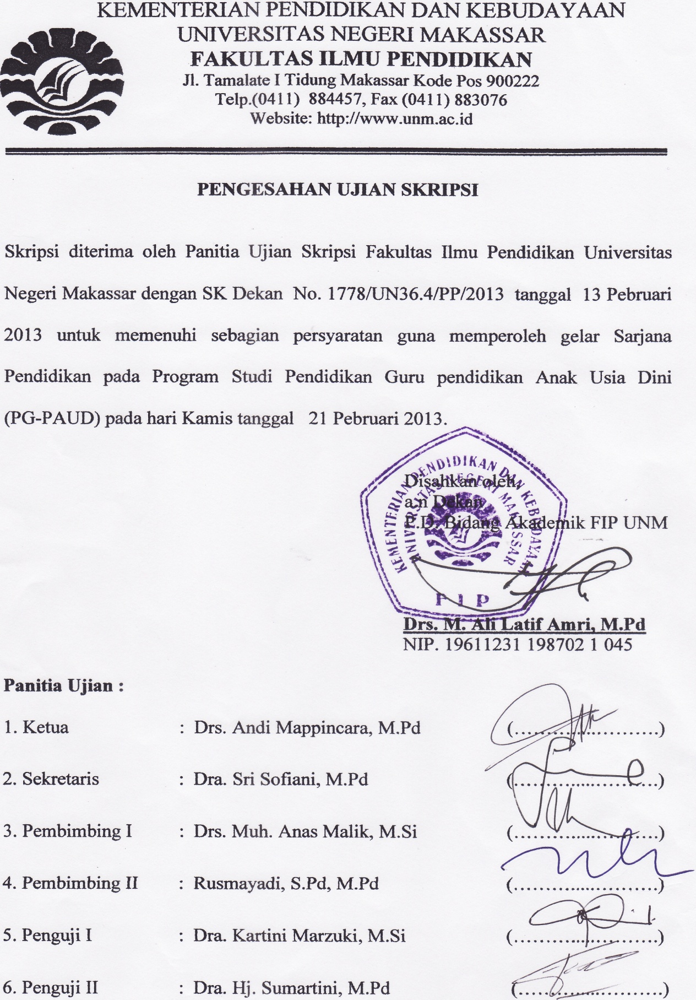 KEMENTERIAN PENDIDIKAN DAN KEBUDAYAAN
UNIVERSITAS NEGERI MAKASSAR
FAKULTAS ILMU PENDIDIKAN
Jl. Tamalate I Tidung Makassar Kode Pos 900222
Telp.(0411) 884457, Fax (0411) 883076
Website: http://www.unm.ac.id
PENGESAHAN UJIAN SKRIPSI
Skripsi diterima oleh Panitia Ujian Skripsi Fakultas Ilmu Pendidikan Universitas
Negeri Makassar dengan SK Dekan No. 1778/UN36.4/PP/2013 tanggal 13 Pebruari
2013 untuk memenuhi sebagian persyaratan guna memperoleh gelar Sarjana
Pendidikan pada Program Studi Pendidikan Guru pendidikan Anak Usia Dini
(PG-PAUD) pada hari Kamis tanggal 21 Pebruari 2013.
KEMENTERIAN PENDIDIKAN DAN KEBUDAYAAN
UNIVERSITAS NEGERI MAKASSAR
Disahkan oleh,
a.n Dekan
P.D. Bidang Akademik FIP UNM
FIP
Drs. M. Ali Latif Amri, M.Pd
NIP. 19611231 198702 1 045
Panitia Ujian :
1. Ketua : Drs. Andi Mappincara, M.Pd (............................)
2. Sekretaris : Dra. Sri Sofiani, M.Pd (............................)
3. Pembimbing I : Drs. Muh. Anas Malik, M.Si (............................)
4. Pembimbing II : Rusmayadi, S.Pd, M.Pd (............................)
5. Penguji I : Dra. Kartini Marzuki, M.Si (............................)
6. Penguji II : Dra. Hj. Sumartini, M.Pd (............................)